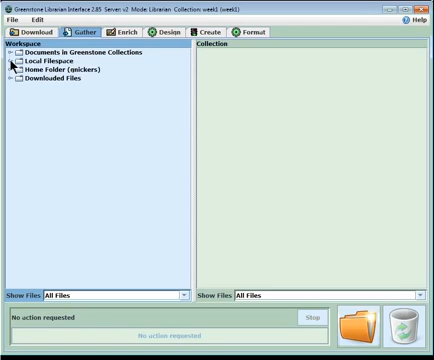 Greenstone Librarian Interface 2.85 Server: v2 Mode: Librarian Collection: week1 (week1)
File Edit Help
Download Gather Enrich Design Create Format
Workspace Collection
Documents in Greenstone Collections
Local Filespace
Home Folder (qnickers)
Downloaded Files
Show Files All Files Show Files All Files
No action requested Stop
No action requested